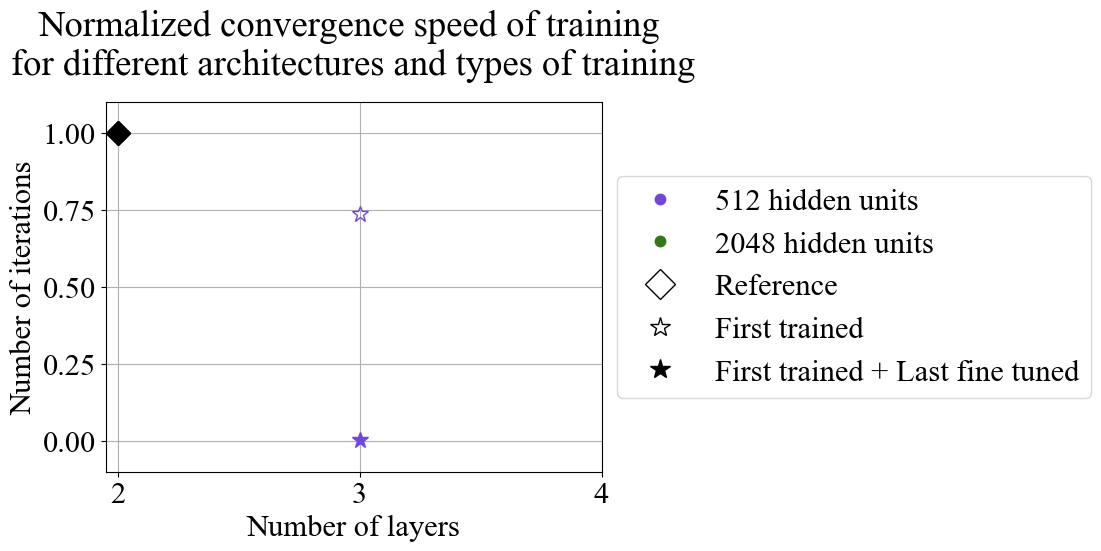 Normalized convergence speed of training
for different architectures and types of training
1.00
0.75
0.50
0.25
0.00
Number of iterations
2
3
4
Number of layers
512 hidden units
2048 hidden units
Reference
First trained
First trained + Last fine tuned